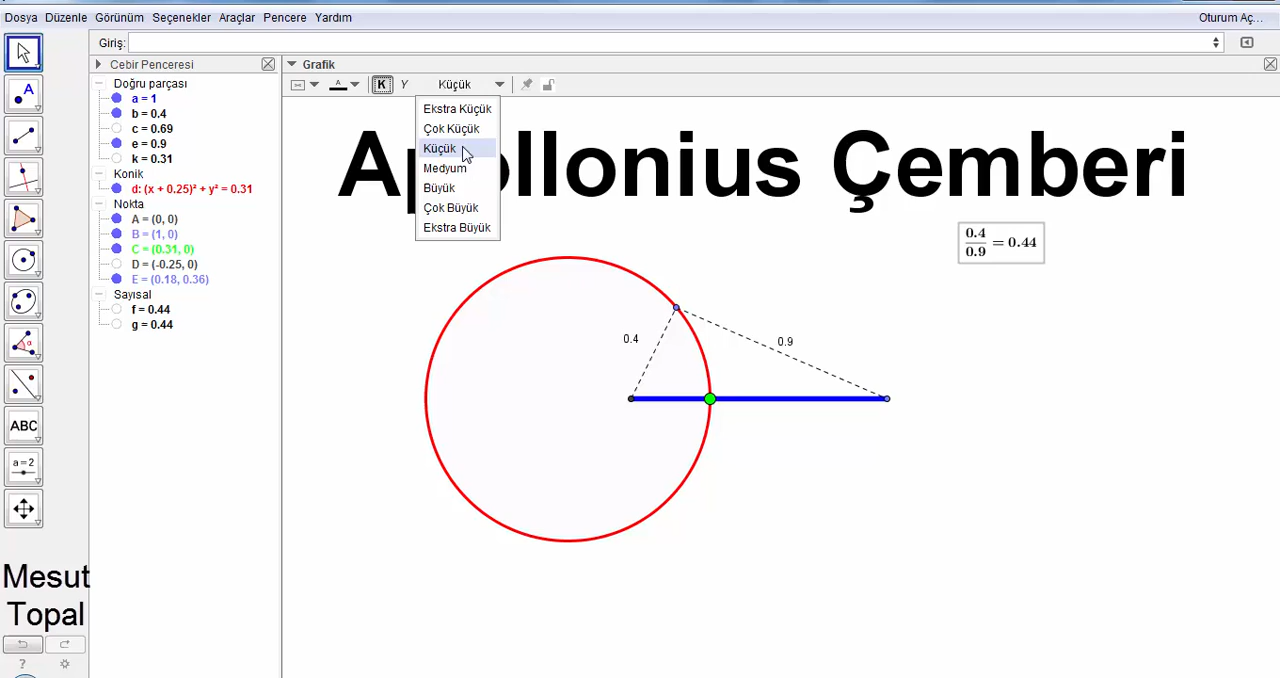 Dosya Düzenle Görünüm Seçenekler Araçlar Pencere Yardım Oturum Aç...
Giriş:
Cebir Penceresi
Grafik
Doğru parçası
a = 1
b = 0.4
c = 0.69
e = 0.9
k = 0.31
Konik
d: (x + 0.25)² + y² = 0.31
Nokta
A = (0, 0)
B = (1, 0)
C = (0.31, 0)
D = (-0.25, 0)
E = (0.18, 0.36)
Sayısal
f = 0.44
g = 0.44
K Y Küçük
Ekstra Küçük
Çok Küçük
Küçük
Medyum
Büyük
Çok Büyük
Ekstra Büyük
Apollonius Çemberi
0.4
0.9 = 0.44
0.4
0.9
A
ABC
a = 2
α
Mesut
Topal
?